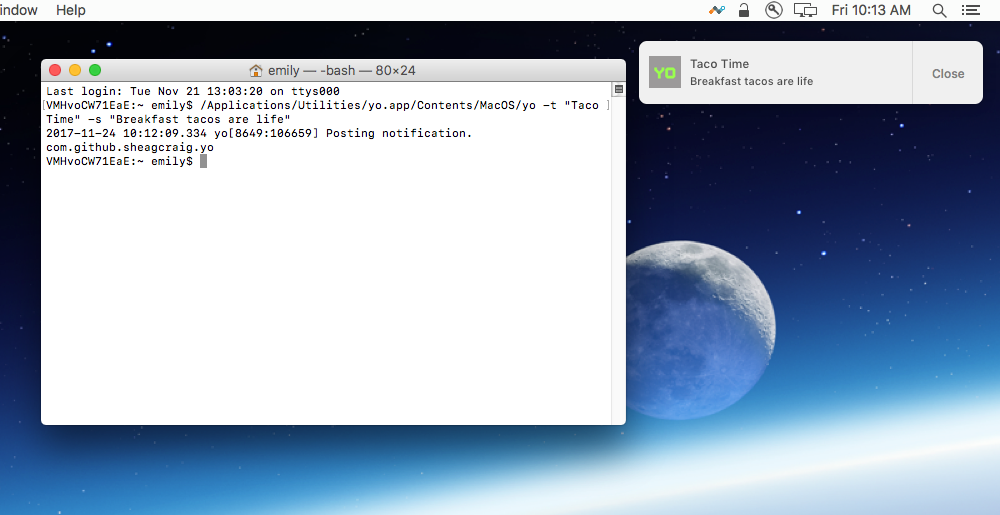 indow Help Fri 10:13 AM
emily — -bash — 80×24
Last login: Tue Nov 21 13:03:20 on ttys000
[VMHvoCW71EaE:~ emily$ /Applications/Utilities/yo.app/Contents/MacOS/yo -t "Taco ]
Time" -s "Breakfast tacos are life"
2017-11-24 10:12:09.334 yo[8649:106659] Posting notification.
com.github.sheagcraig.yo
VMHvoCW71EaE:~ emily$
YO
Taco Time
Breakfast tacos are life
Close